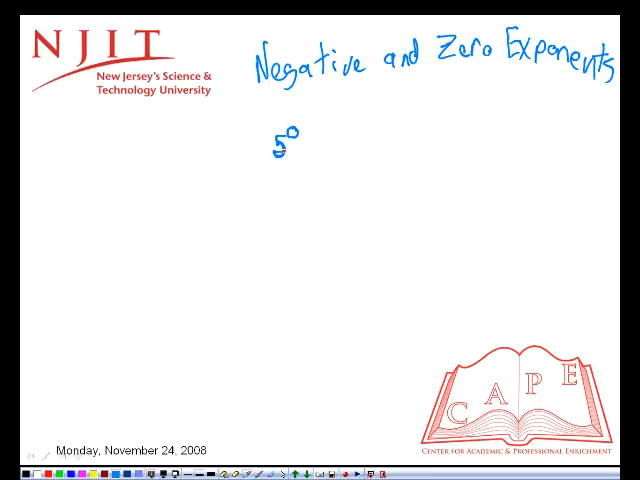 NJIT
New Jersey's Science &
Technology University
Negative and Zero Exponents
5⁰
CAPE
CENTER FOR ACADEMIC & PROFESSIONAL ENRICHMENT
Monday, November 24, 2008